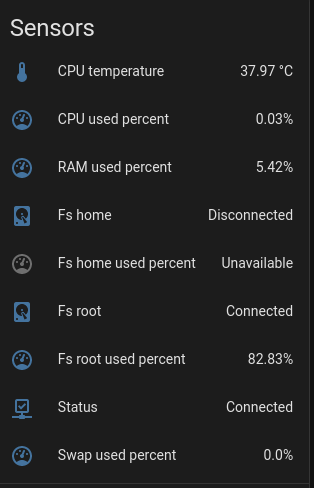 Sensors
CPU temperature 37.97 °C
CPU used percent 0.03%
RAM used percent 5.42%
Fs home Disconnected
Fs home used percent Unavailable
Fs root Connected
Fs root used percent 82.83%
Status Connected
Swap used percent 0.0%